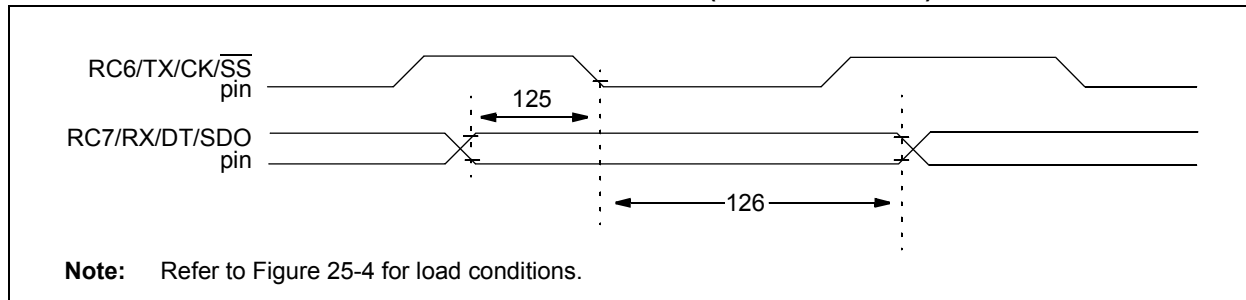 RC6/TX/CK/SS
pin
125
RC7/RX/DT/SDO
pin
126
Note: Refer to Figure 25-4 for load conditions.